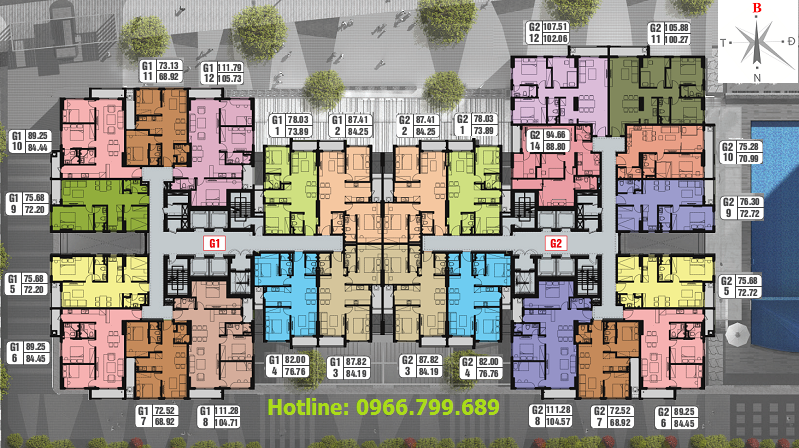 B
T Đ
N
G1 73.13
11 68.92
G1 111.79
12 105.73
G2 107.51
12 102.06
G2 105.88
11 100.27
G1 89.25
10 84.44
G1 78.03
1 73.89
G1 87.41
2 84.25
G2 87.41
2 84.25
G2 78.03
1 73.89
G2 94.66
14 88.80
G2 75.28
10 70.99
G1 75.68
9 72.20
G2 76.30
9 72.72
G1
G2
G1 75.68
5 72.20
G2 75.68
5 72.72
G1 89.25
6 84.45
G1 82.00
4 76.76
G1 87.82
3 84.19
G2 87.82
3 84.19
G2 82.00
4 76.76
G1 72.52
7 68.92
G1 111.28
8 104.71
Hotline: 0966.799.689
G2 111.28
8 104.57
G2 72.52
7 68.92
G2 89.25
6 84.45